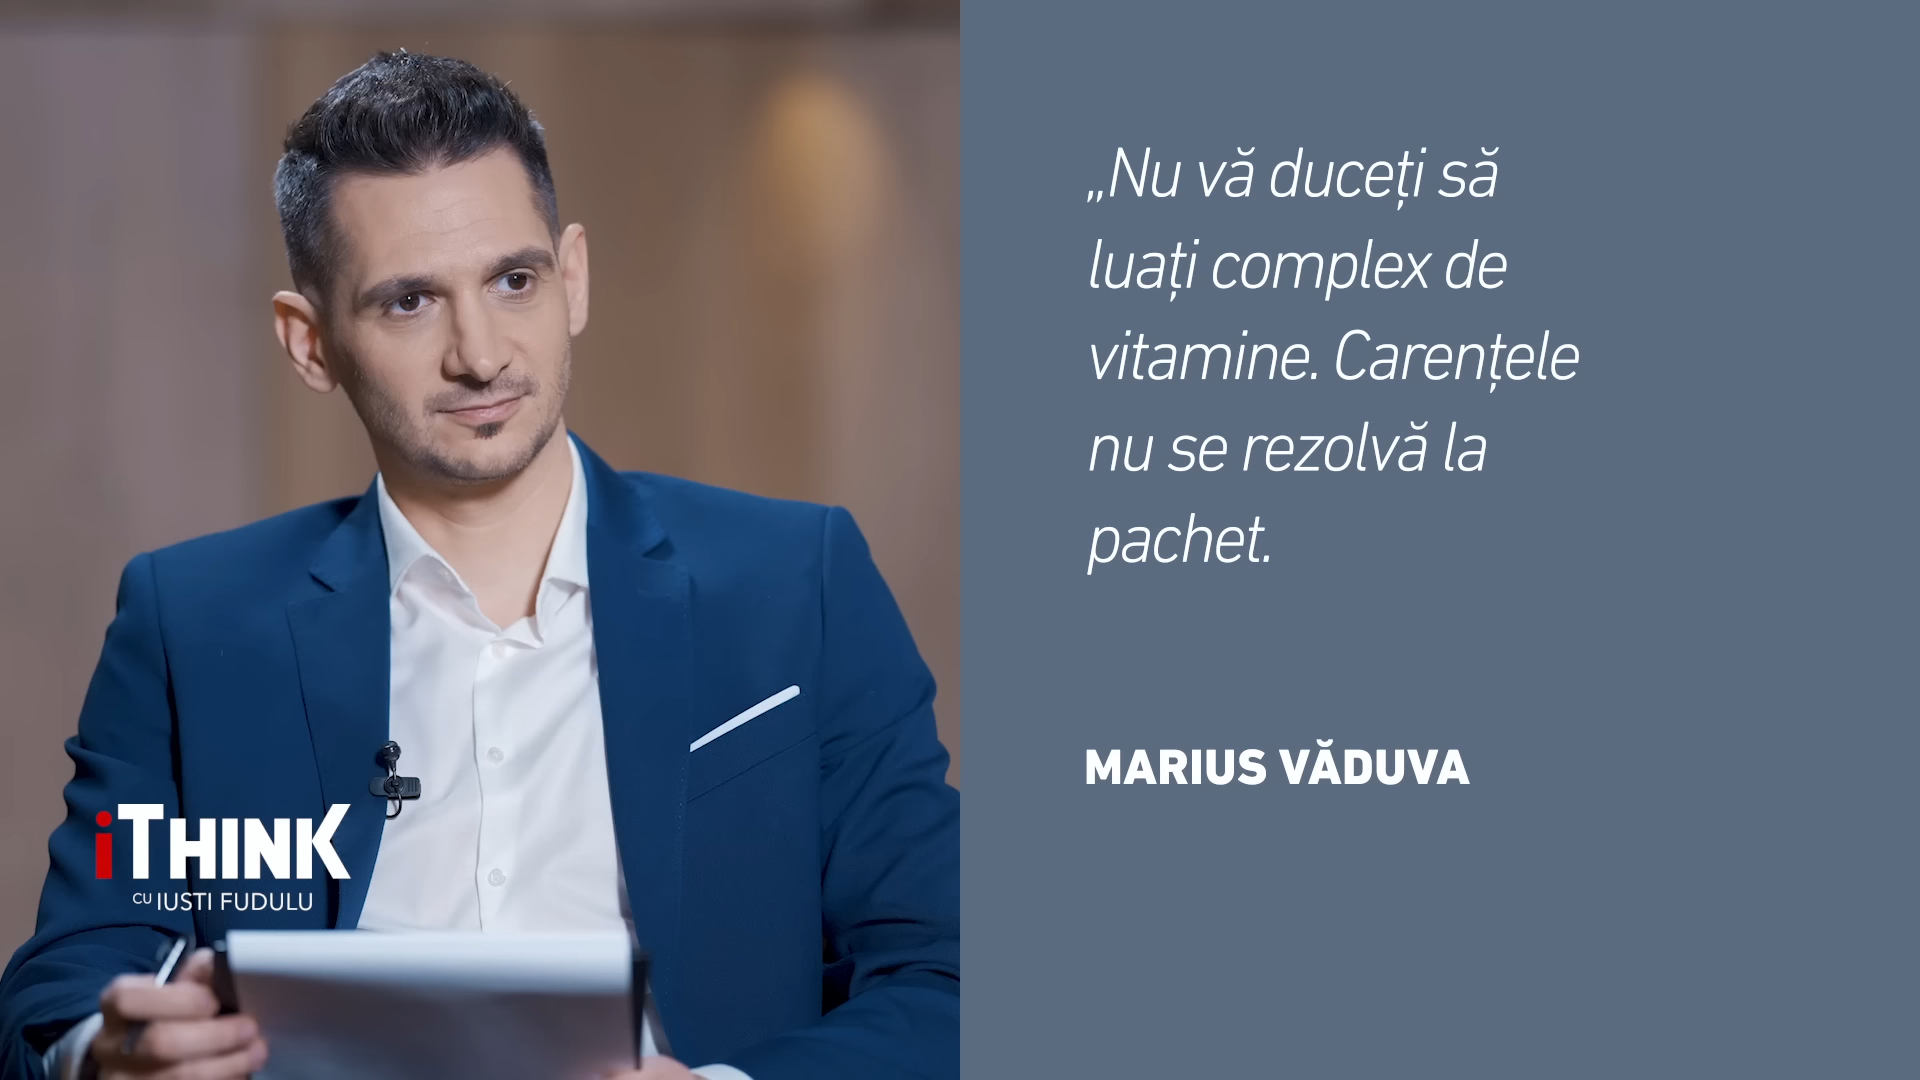 „Nu vă duceți să
luați complex de
vitamine. Carențele
nu se rezolvă la
pachet.
MARIUS VĂDUVA
iTHINK
CU IUSTI FUDULU